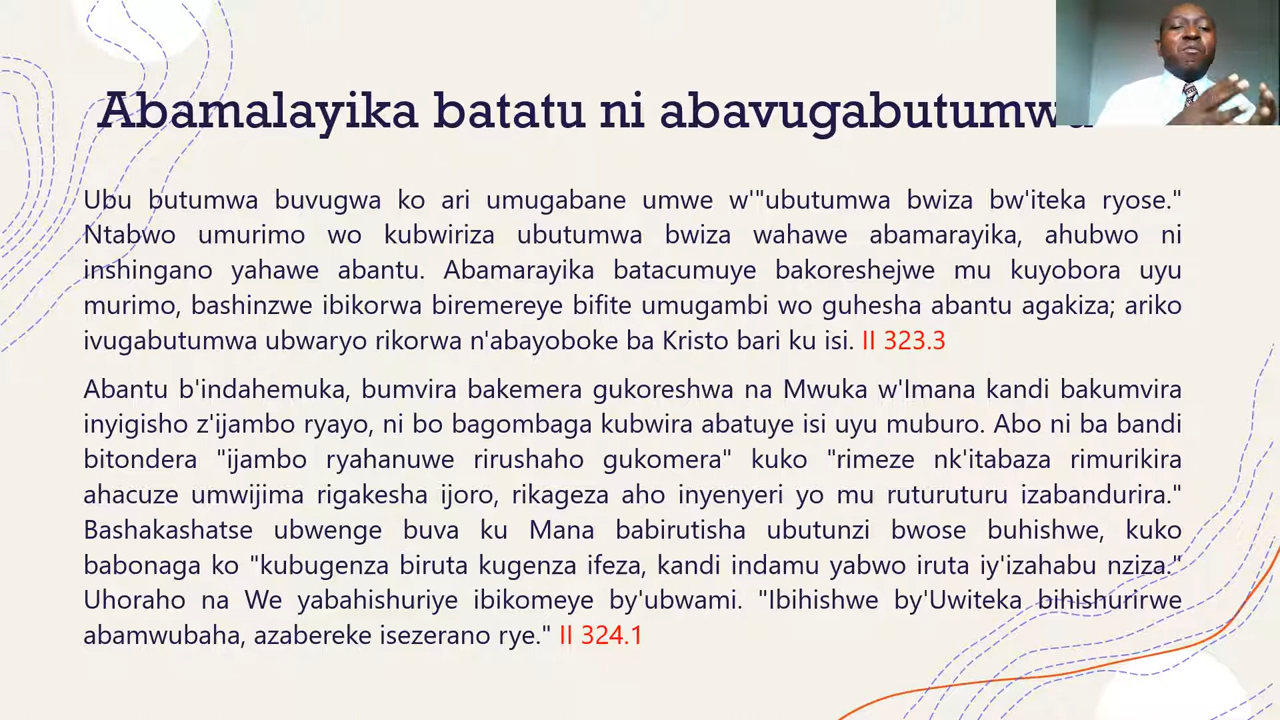 Abamalayika batatu ni abavugabutumwa
Ubu butumwa buvugwa ko ari umugabane umwe w'"ubutumwa bwiza bw'iteka ryose."
Ntabwo umurimo wo kubwiriza ubutumwa bwiza wahawe abamarayika, ahubwo ni
inshingano yahawe abantu. Abamarayika batacumuye bakoreshejwe mu kuyobora uyu
murimo, bashinzwe ibikorwa biremereye bifite umugambi wo guhesha abantu agakiza; ariko
ivugabutumwa ubwaryo rikorwa n'abayoboke ba Kristo bari ku isi. II 323.3
Abantu b'indahemuka, bumvira bakemera gukoreshwa na Mwuka w'Imana kandi bakumvira
inyigisho z'ijambo ryayo, ni bo bagombaga kubwira abatuye isi uyu muburo. Abo ni ba bandi
bitondera "ijambo ryahanuwe rirushaho gukomera" kuko "rimeze nk'itabaza rimurikira
ahacuze umwijima rigakesha ijoro, rikageza aho inyenyeri yo mu ruturuturu izabandurira."
Bashakashatse ubwenge buva ku Mana babirutisha ubutunzi bwose buhishwe, kuko
babonaga ko "kubugenza biruta kugenza ifeza, kandi indamu yabwo iruta iy'izahabu nziza."
Uhoraho na We yabahishuriye ibikomeye by'ubwami. "Ibihishwe by'Uwiteka bihishurirwe
abamwubaha, azabereke isezerano rye." II 324.1